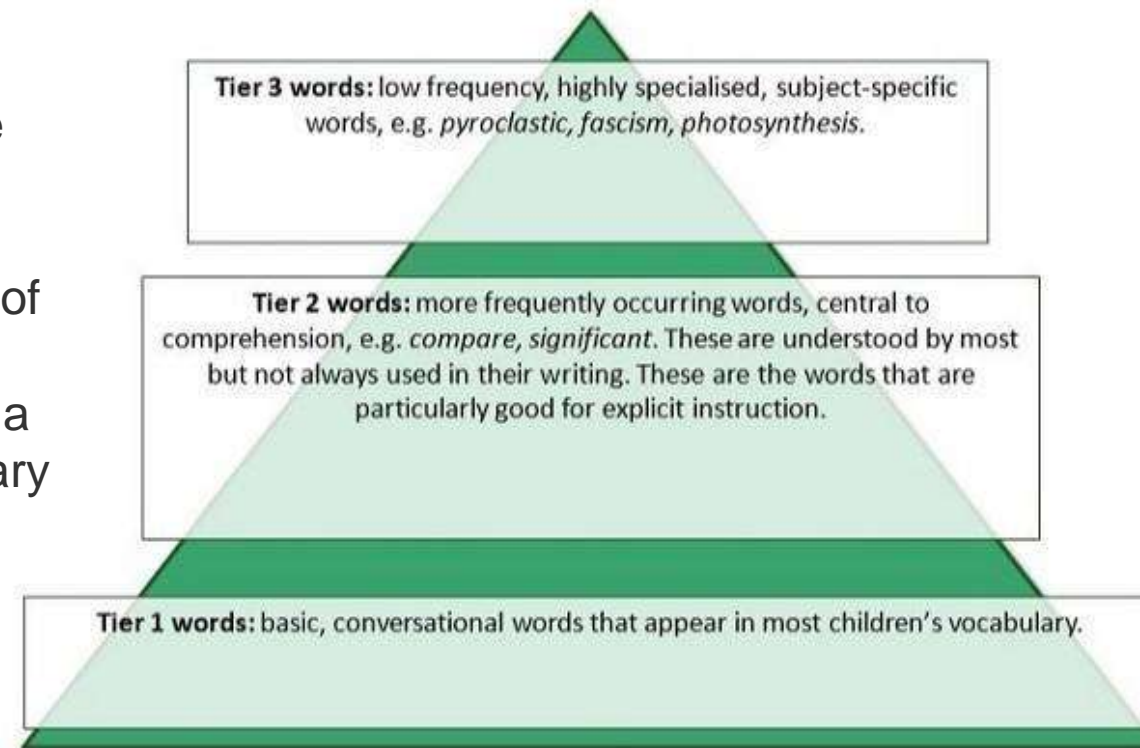 of
a
Tier 3 words: low frequency, highly specialised, subject-specific
words, e.g. pyroclastic, fascism, photosynthesis.
Tier 2 words: more frequently occurring words, central to
comprehension, e.g. compare, significant. These are understood by most
but not always used in their writing. These are the words that are
particularly good for explicit instruction.
Tier 1 words: basic, conversational words that appear in most children's vocabulary.